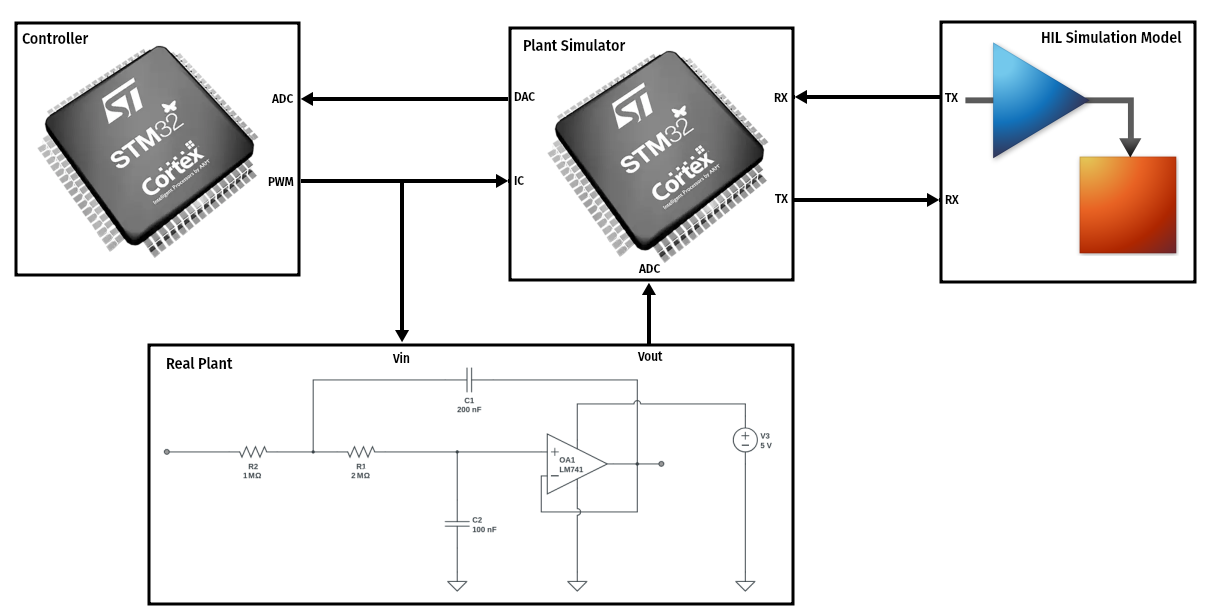 Controller
ST
STM32
Cortex
Intelligent Processors by ARM®
ADC
PWM
Plant Simulator
ST
STM32
Cortex
Intelligent Processors by ARM®
DAC
IC
RX
TX
ADC
HIL Simulation Model
TX
RX
Real Plant
Vin
Vout
C1
200 nF
R2
1 MΩ
R1
2 MΩ
+
−
OA1
LM741
C2
100 nF
+
−
V3
5 V